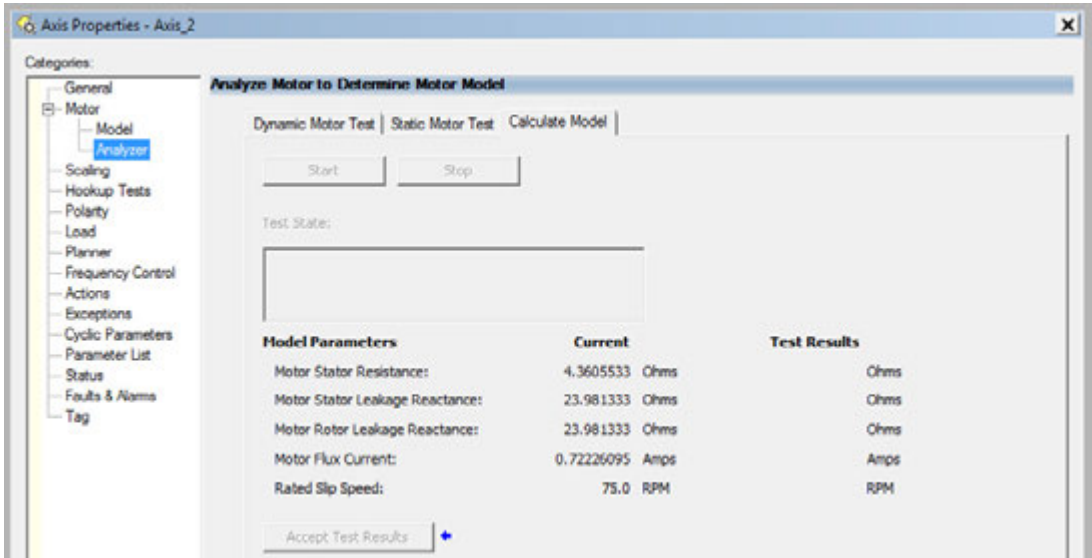 Axis Properties - Axis_2
Categories:
General
Motor
Model
Analyzer
Scaling
Hookup Tests
Polarity
Load
Planner
Frequency Control
Actions
Exceptions
Cyclic Parameters
Parameter List
Status
Faults & Alarms
Tag
Analyze Motor to Determine Motor Model
Dynamic Motor Test Static Motor Test Calculate Model
Start Stop
Test State:
Model Parameters Current Test Results
Motor Stator Resistance: 4.3605533 Ohms Ohms
Motor Stator Leakage Reactance: 23.981333 Ohms Ohms
Motor Rotor Leakage Reactance: 23.981333 Ohms Ohms
Motor Flux Current: 0.72226095 Amps Amps
Rated Slip Speed: 75.0 RPM RPM
Accept Test Results